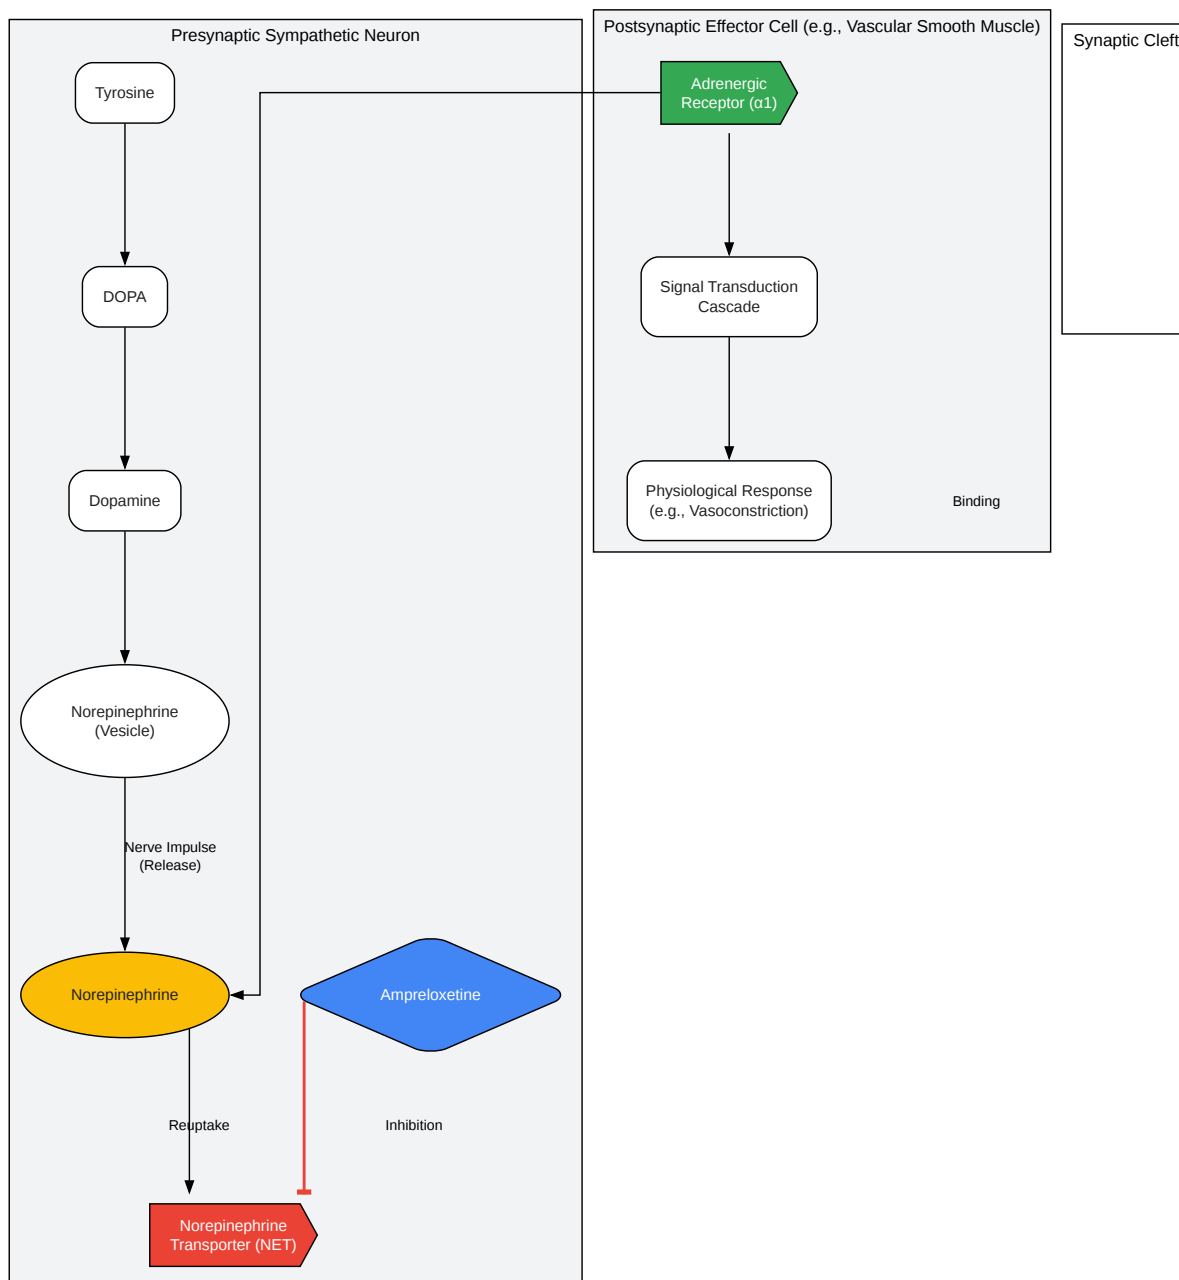 Presynaptic Sympathetic Neuron
Tyrosine
DOPA
Dopamine
Norepinephrine
(Vesicle)
Nerve Impulse
(Release)
Norepinephrine
Ampreloxetine
Reuptake
Inhibition
Norepinephrine
Transporter (NET)
Postsynaptic Effector Cell (e.g., Vascular Smooth Muscle)
Adrenergic
Receptor (α1)
Signal Transduction
Cascade
Physiological Response
(e.g., Vasoconstriction)
Binding
Synaptic Cleft